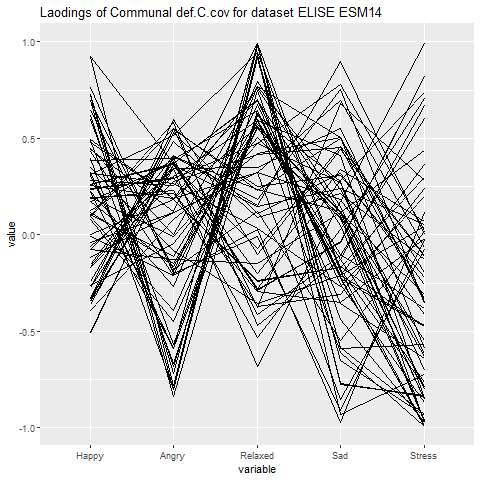 Laodings of Communal def.C.cov for dataset ELISE ESM14
value
1.0
0.5
0.0
-0.5
-1.0
Happy Angry Relaxed Sad Stress
variable